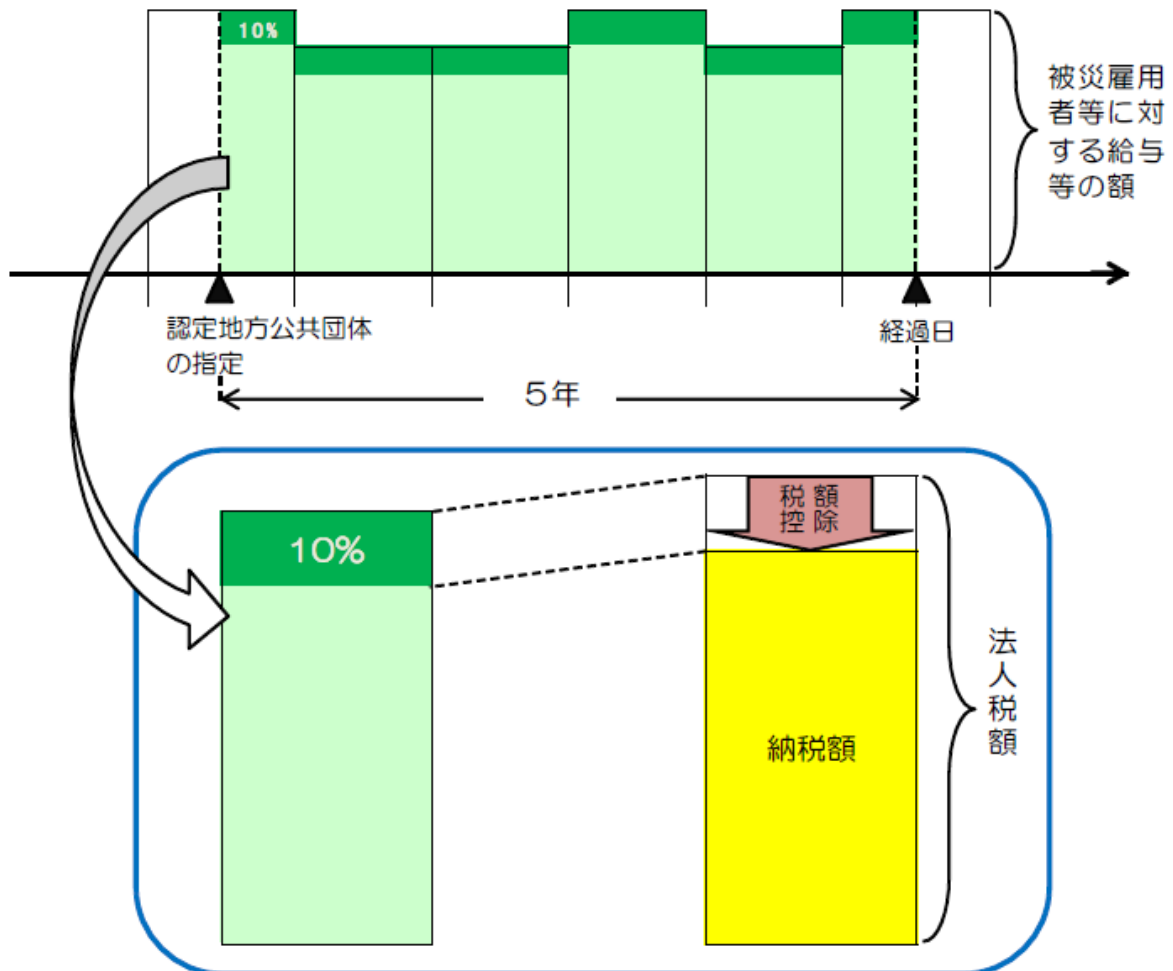 10%
被災雇用
者等に対
する給与
等の額
認定地方公共団体
の指定
経過日
5年
10%
税額
控除
納税額
法
人
税
額